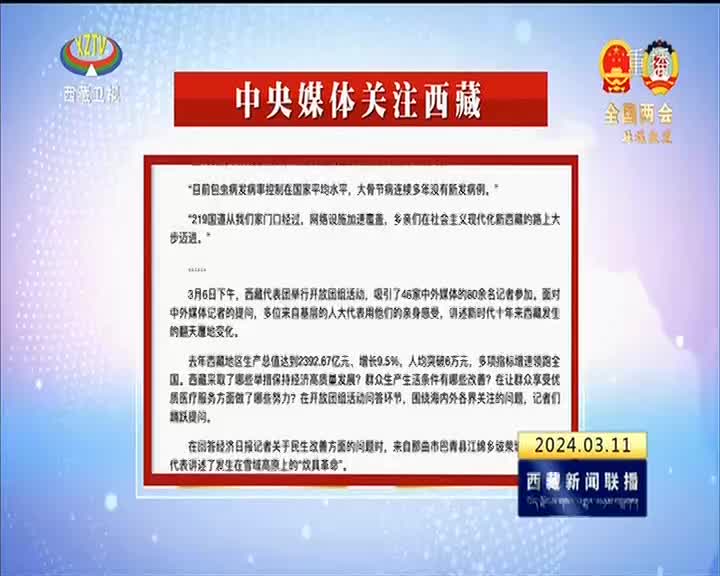 XZTV
西藏卫视
重播
全国两会
中央媒体关注西藏
“目前包虫病发病率控制在国家平均水平，大骨节病连续多年没有新发病例。”
“219国道从我们家门口经过，网络设施加速覆盖，乡亲们在社会主义现代化新西藏的路上大
步迈进。”
……
3月6日下午，西藏代表团举行开放团组活动，吸引了46家中外媒体的80余名记者参加。面对
中外媒体记者的提问，多位来自基层的人大代表用他们的亲身感受，讲述新时代十年来西藏发生
的翻天覆地变化。
去年西藏地区生产总值达到2392.67亿元、增长9.5%，人均突破6万元，多项指标增速领跑全
国。西藏采取了哪些举措保持经济高质量发展？群众生产生活条件有哪些改善？在让群众享受优
质医疗服务方面做了哪些努力？在开放团组活动问答环节，围绕海内外各界关注的问题，记者们
踊跃提问。
在回答经济日报记者关于民生改善方面的问题时，来自那曲市巴青县江绵乡玻荣
代表讲述了发生在雪域高原上的“炊具革命”。
2024.03.11
西藏新闻联播